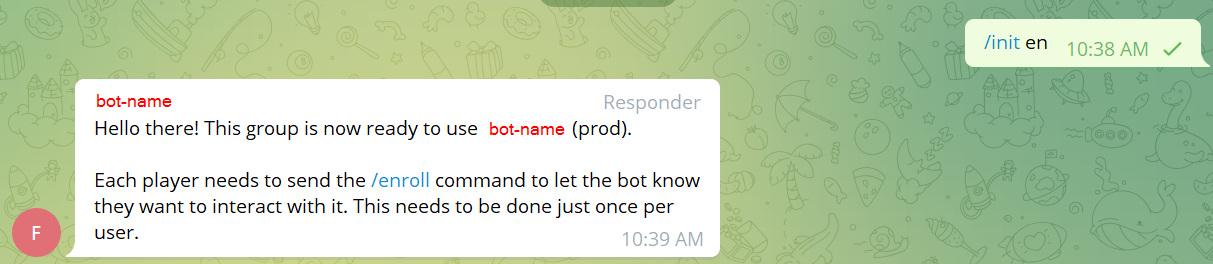 /init en 10:38 AM
bot-name Responder
Hello there! This group is now ready to use bot-name (prod).
Each player needs to send the /enroll command to let the bot know
they want to interact with it. This needs to be done just once per
user.
10:39 AM
F